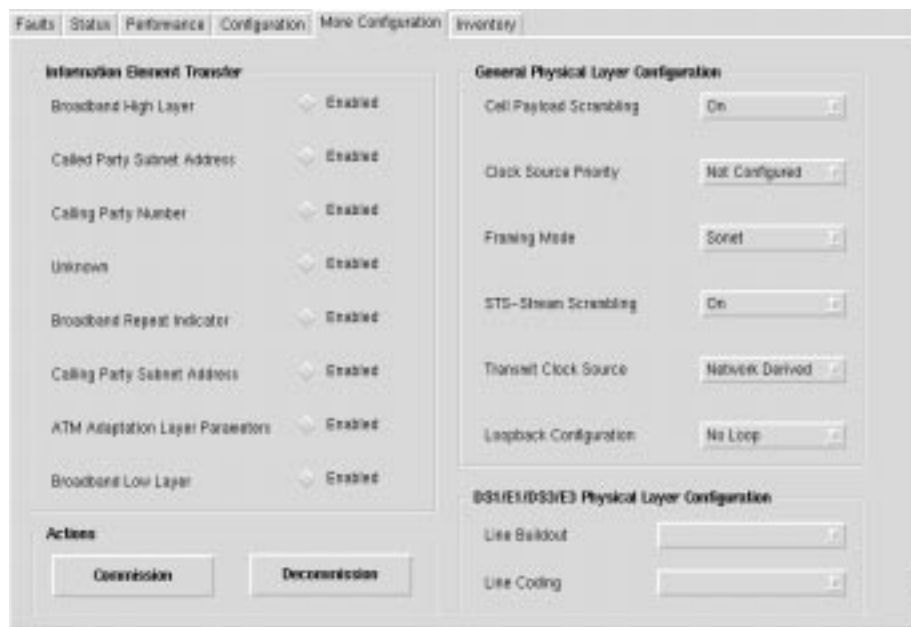 Faults Status Performance Configuration More Configuration Inventory
Information Element Transfer
Broadband High Layer Enabled
Called Party Subnet Address Enabled
Calling Party Number Enabled
Unknown Enabled
Broadband Repeat Indicator Enabled
Calling Party Subnet Address Enabled
ATM Adaptation Layer Parameters Enabled
Broadband Low Layer Enabled
Actions
Commission Decommission
General Physical Layer Configuration
Cell Payload Scrambling On
Clock Source Priority Not Configured
Framing Mode Sonet
STS-Stream Scrambling On
Transmit Clock Source Network Derived
Loopback Configuration No Loop
DS1/E1/DS3/E3 Physical Layer Configuration
Line Buildout
Line Coding